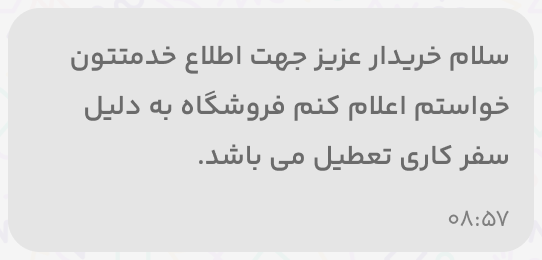 سلام خریدار عزیز جهت اطلاع خدمتتون
خواستم اعلام کنم فروشگاه به دلیل
سفر کاری تعطیل می باشد.
۰۸:۵۷